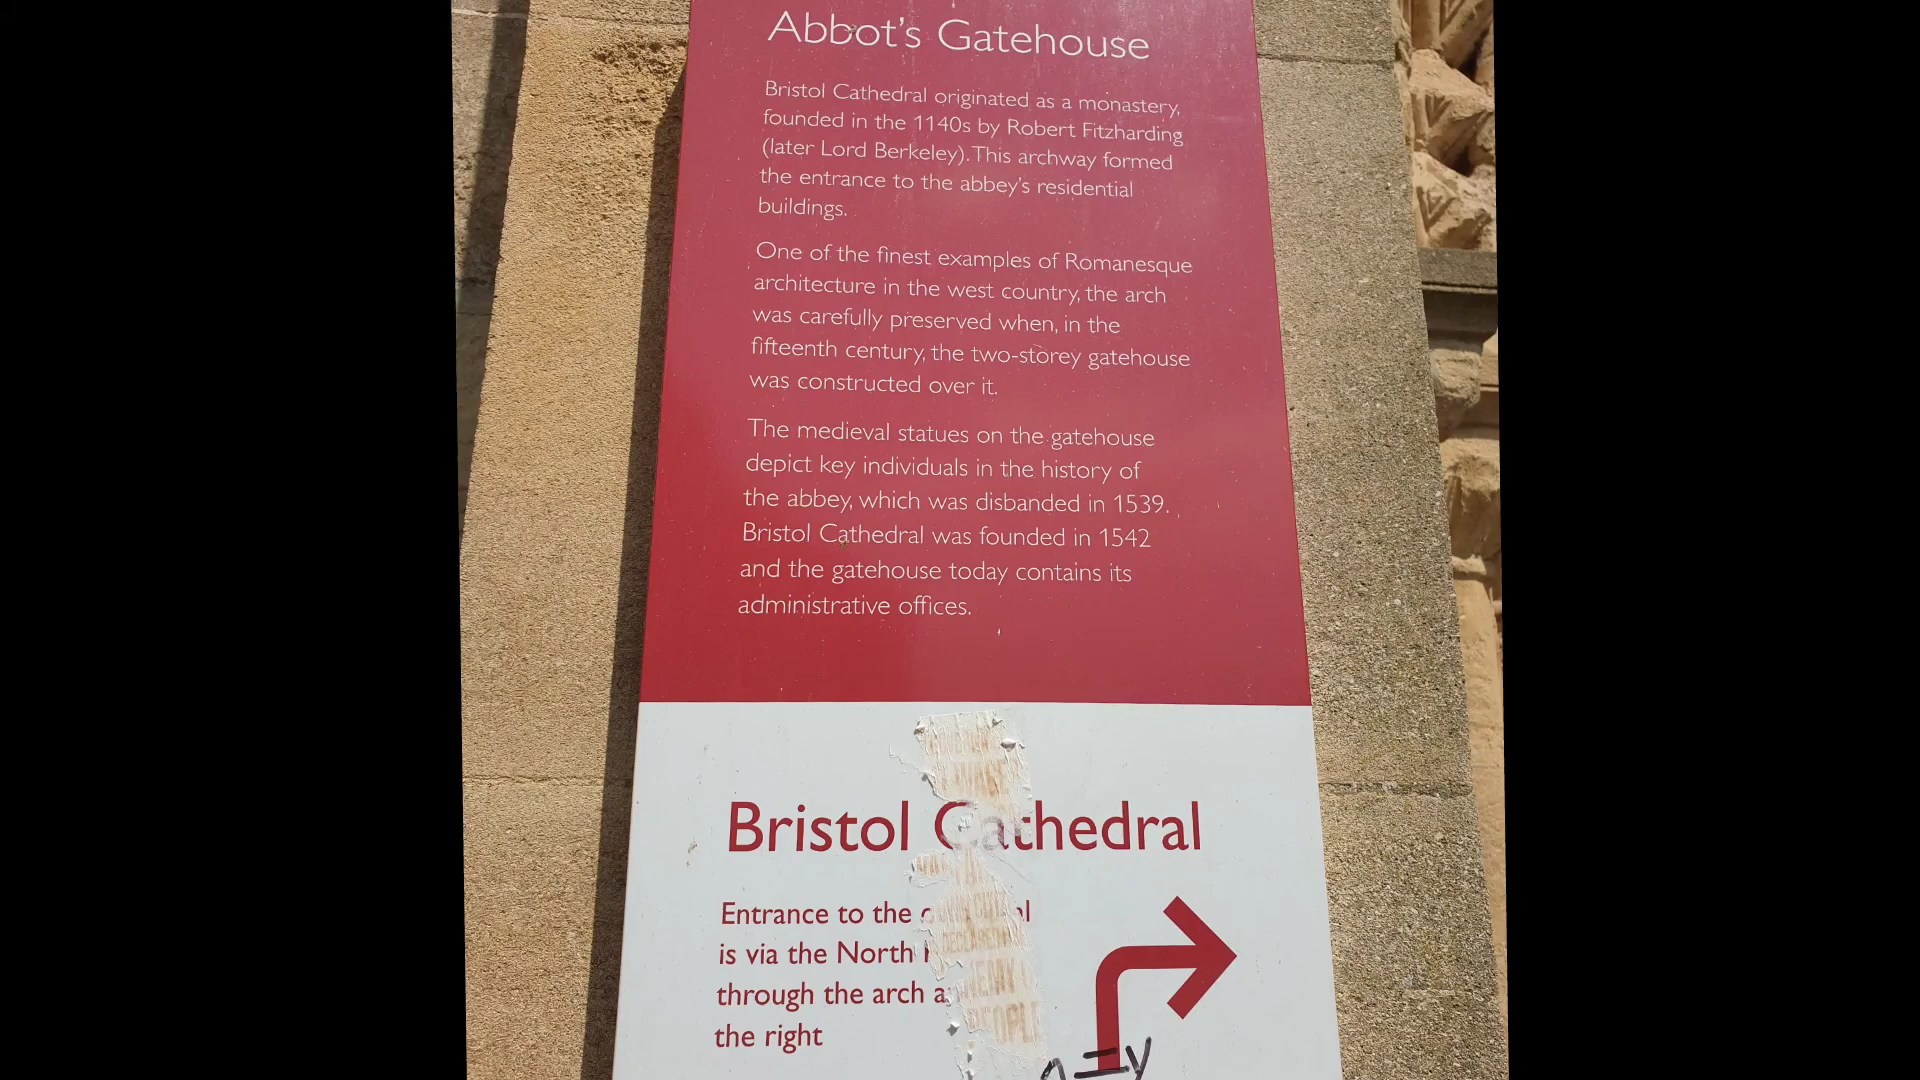 Abbot's Gatehouse
Bristol Cathedral originated as a monastery,
founded in the 1140s by Robert Fitzharding
(later Lord Berkeley). This archway formed
the entrance to the abbey's residential
buildings.
One of the finest examples of Romanesque
architecture in the west country, the arch
was carefully preserved when, in the
fifteenth century, the two-storey gatehouse
was constructed over it.
The medieval statues on the gatehouse
depict key individuals in the history of
the abbey, which was disbanded in 1539.
Bristol Cathedral was founded in 1542
and the gatehouse today contains its
administrative offices.
Bristol Cathedral
Entrance to the
is via the North
through the arch
the right
DECLARED